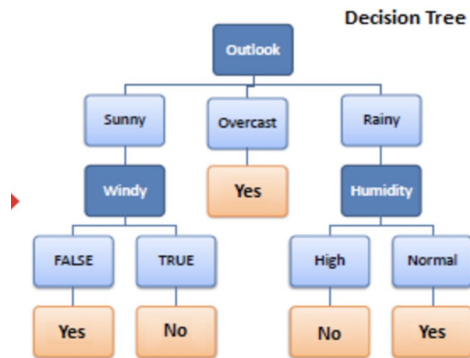 Decision Tree
Outlook
Sunny Overcast Rainy
Windy Yes Humidity
FALSE TRUE High Normal
Yes No No Yes